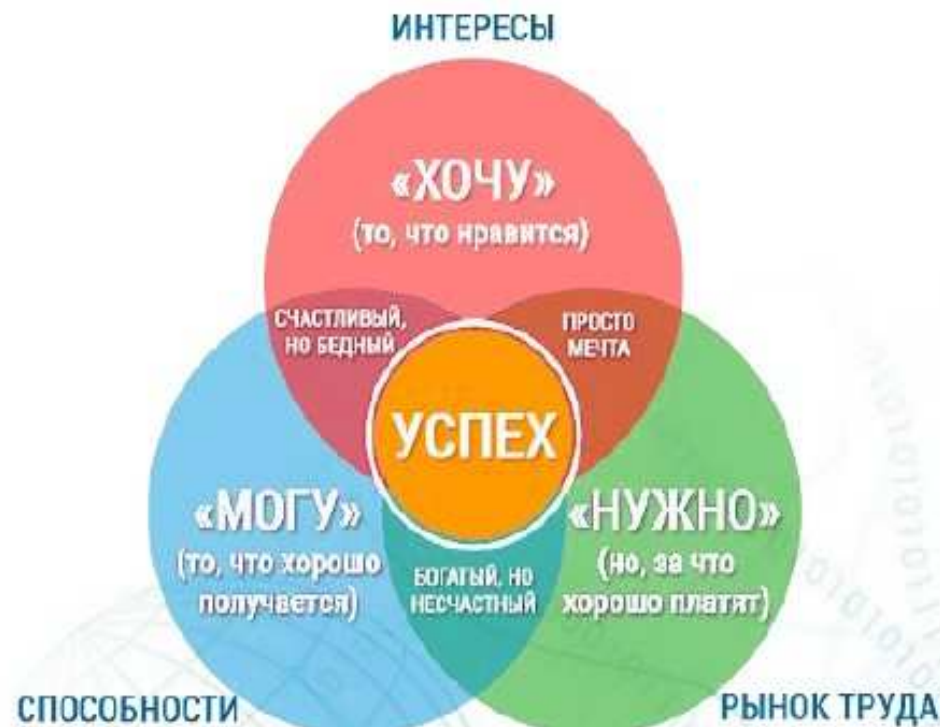 ИНТЕРЕСЫ
«ХОЧУ»
(то, что нравится)
СЧАСТЛИВЫЙ,
НО БЕДНЫЙ
ПРОСТО
МЕЧТА
УСПЕХ
«МОГУ»
(то, что хорошо
получается)
«НУЖНО»
(но, за что
хорошо платят)
БОГАТЫЙ, НО
НЕСЧАСТНЫЙ
СПОСОБНОСТИ
РЫНОК ТРУДА